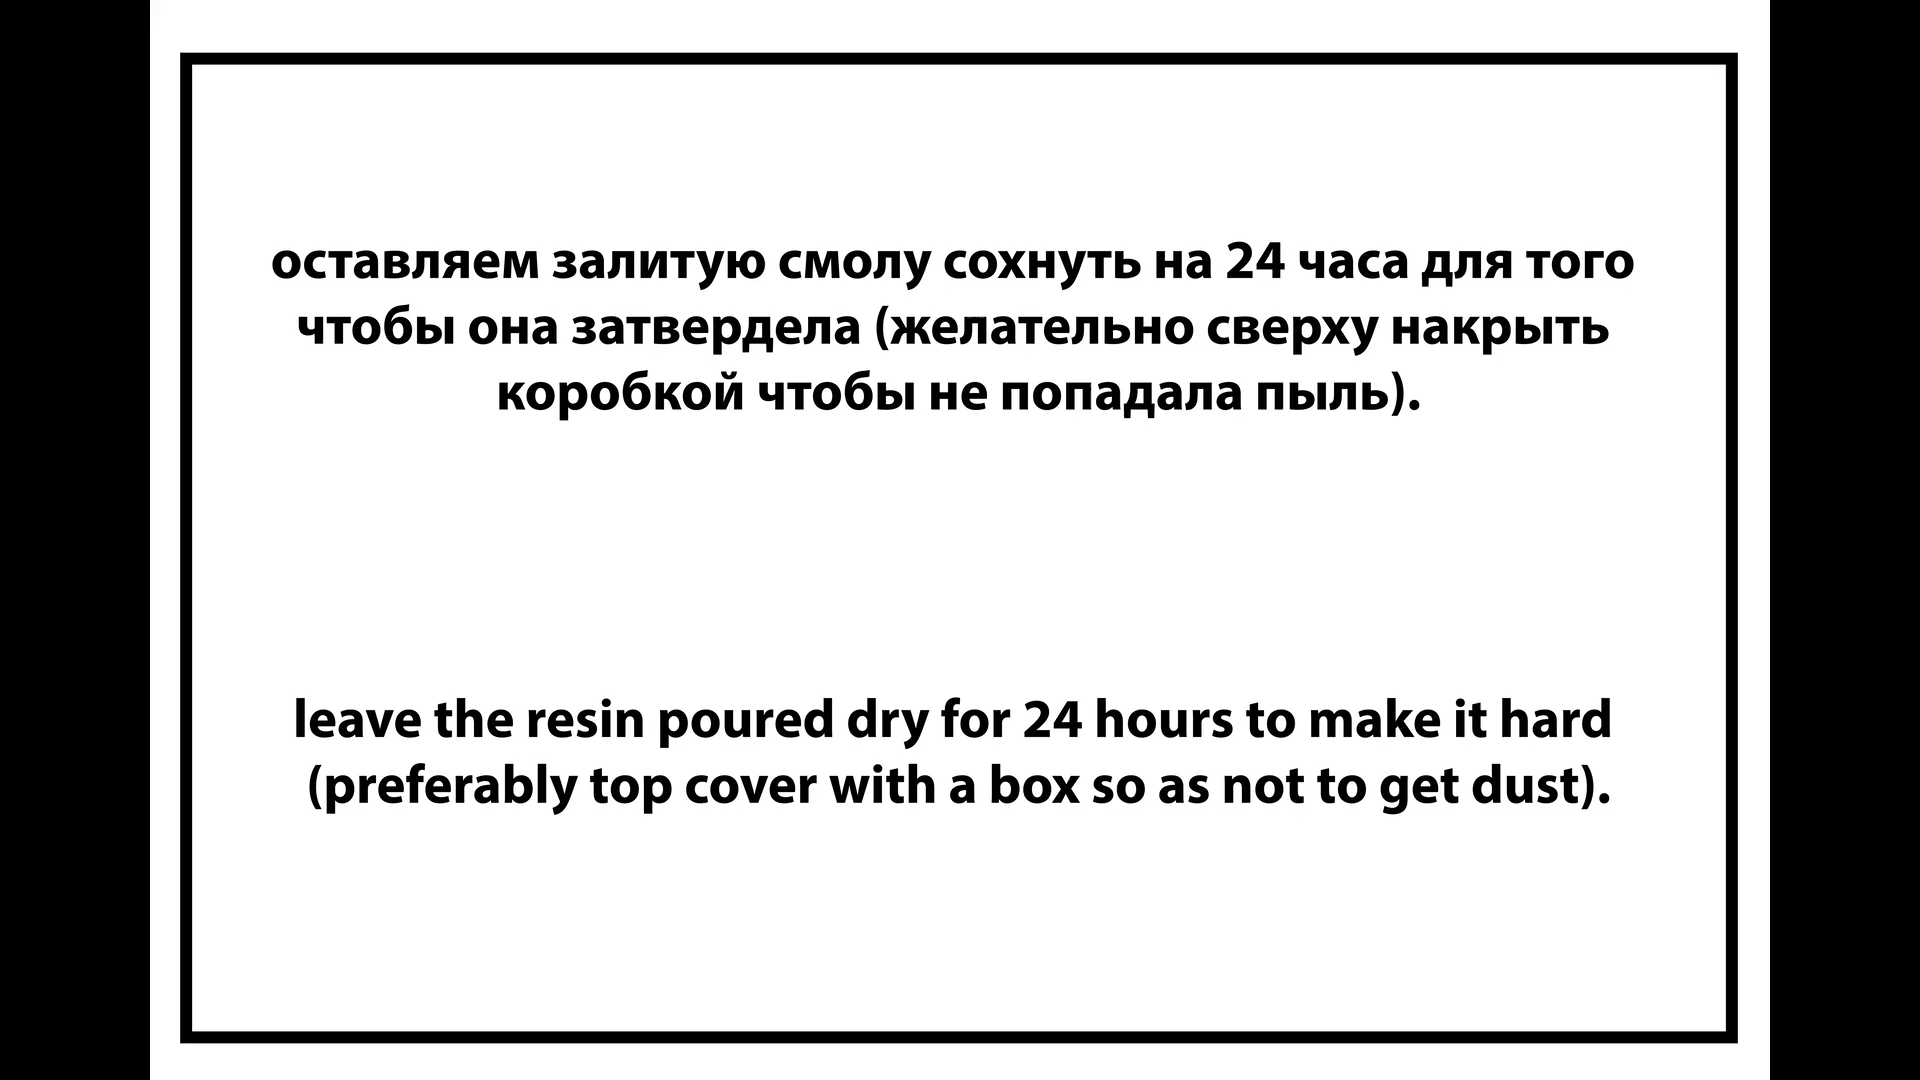 оставляем залитую смолу сохнуть на 24 часа для того
чтобы она затвердела (желательно сверху накрыть
коробкой чтобы не попадала пыль).
leave the resin poured dry for 24 hours to make it hard
(preferably top cover with a box so as not to get dust).